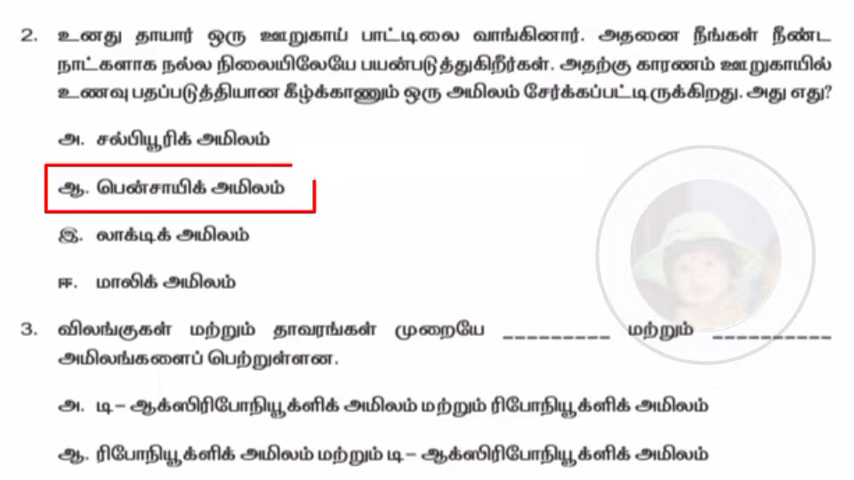 2. உனது தாயார் ஒரு ஊறுகாய் பாட்டிலை வாங்கினார். அதனை நீங்கள் நீண்ட
நாட்களாக நல்ல நிலையிலேயே பயன்படுத்துகிறீர்கள். அதற்கு காரணம் ஊறுகாயில்
உணவு பதப்படுத்தியான கீழ்க்காணும் ஒரு அமிலம் சேர்க்கப்பட்டிருக்கிறது. அது எது?
அ. சல்பியூரிக் அமிலம்
ஆ. பென்சாயிக் அமிலம்
இ. லாக்டிக் அமிலம்
ஈ. மாலிக் அமிலம்
3. விலங்குகள் மற்றும் தாவரங்கள் முறையே _________ மற்றும் __________
அமிலங்களைப் பெற்றுள்ளன.
அ. டி– ஆக்ஸிரிபோநியூக்ளிக் அமிலம் மற்றும் ரிபோநியூக்ளிக் அமிலம்
ஆ. ரிபோநியூக்ளிக் அமிலம் மற்றும் டி– ஆக்ஸிரிபோநியூக்ளிக் அமிலம்